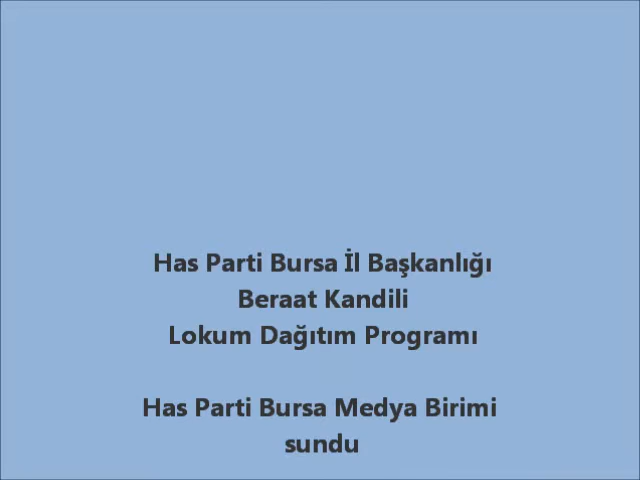 Has Parti Bursa İl Başkanlığı
Beraat Kandili
Lokum Dağıtım Programı
Has Parti Bursa Medya Birimi
sundu